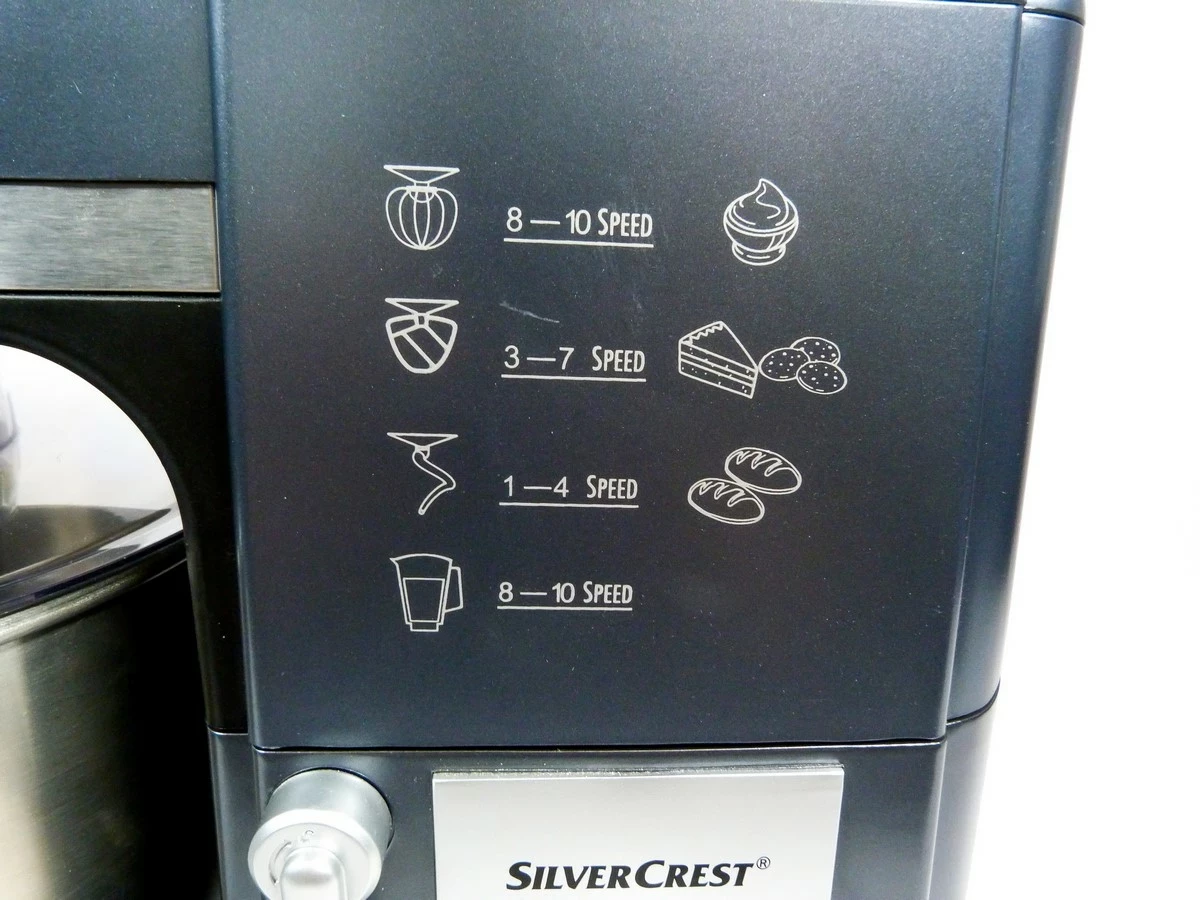 8 — 10 SPEED
3 — 7 SPEED
1 — 4 SPEED
8 — 10 SPEED
SILVERCREST®